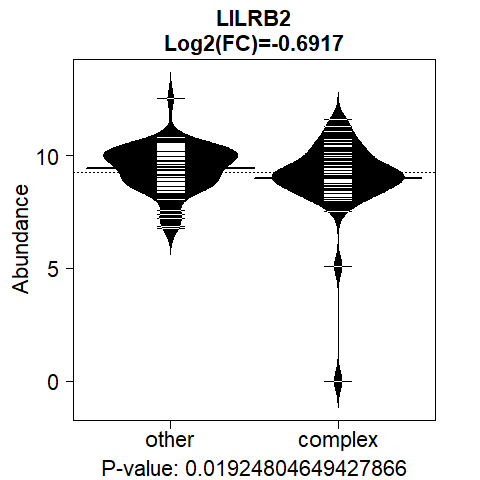 LILRB2
Log2(FC)=-0.6917
Abundance
10
5
0
other complex
P-value: 0.01924804649427866